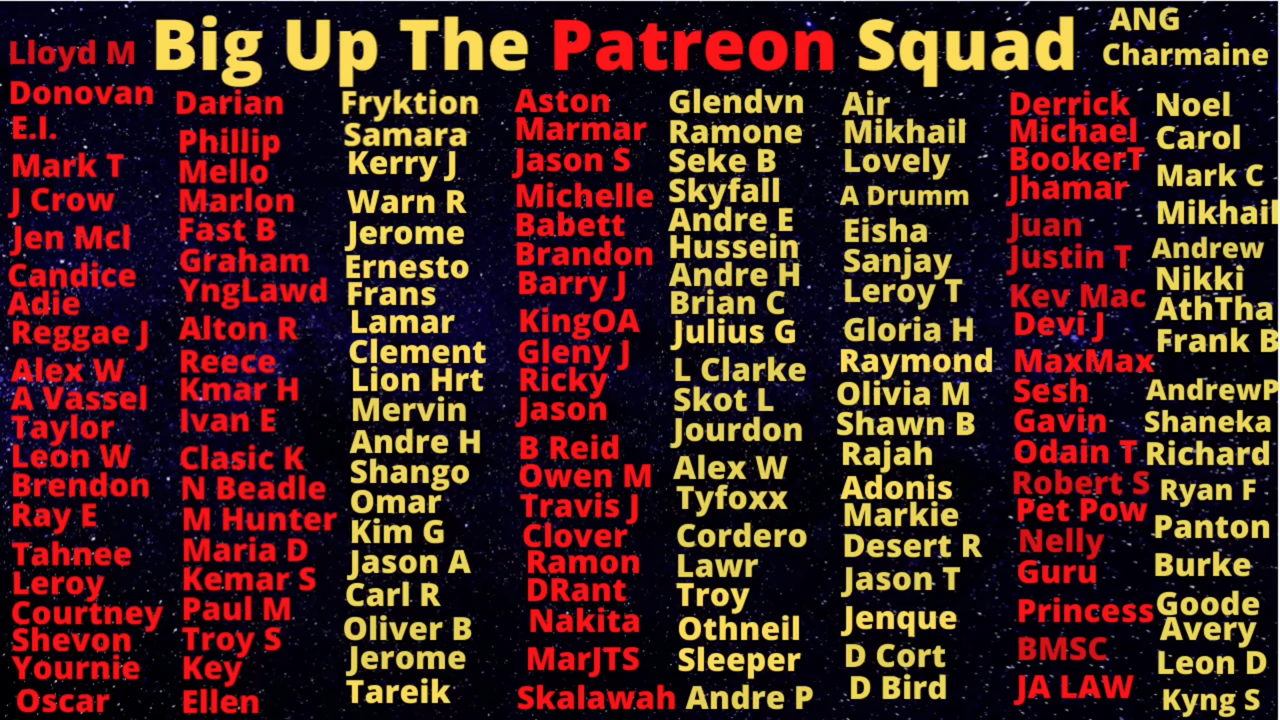 Big Up The Patreon Squad
Lloyd M
Donovan
E.I.
Mark T
J Crow
Jen Mcl
Candice
Adie
Reggae J
Alex W
A Vassel
Taylor
Leon W
Brendon
Ray E
Tahnee
Leroy
Courtney
Shevon
Yournie
Oscar
Darian
Phillip
Mello
Marlon
Fast B
Graham
YngLawd
Alton R
Reece
Kmar H
Ivan E
Clasic K
N Beadle
M Hunter
Maria D
Kemar S
Paul M
Troy S
Key
Ellen
Fryktion
Samara
Kerry J
Warn R
Jerome
Ernesto
Frans
Lamar
Clement
Lion Hrt
Mervin
Andre H
Shango
Omar
Kim G
Jason A
Carl R
Oliver B
Jerome
Tareik
Aston
Marmar
Jason S
Michelle
Babett
Brandon
Barry J
KingOA
Gleny J
Ricky
Jason
B Reid
Owen M
Travis J
Clover
Ramon
DRant
Nakita
MarJTS
Skalawah
Glendvn
Ramone
Seke B
Skyfall
Andre E
Hussein
Andre H
Brian C
Julius G
L Clarke
Skot L
Jourdon
Alex W
Tyfoxx
Cordero
Lawr
Troy
Othneil
Sleeper
Andre P
Air
Mikhail
Lovely
A Drumm
Eisha
Sanjay
Leroy T
Gloria H
Raymond
Olivia M
Shawn B
Rajah
Adonis
Markie
Desert R
Jason T
Jenque
D Cort
D Bird
Derrick
Michael
BookerT
Jhamar
Juan
Justin T
Kev Mac
Devi J
MaxMax
Sesh
Gavin
Odain T
Robert S
Pet Pow
Nelly
Guru
Princess
BMSC
JA LAW
ANG
Charmaine
Noel
Carol
Mark C
Mikhail
Andrew
Nikki
AthTha
Frank B
AndrewP
Shaneka
Richard
Ryan F
Panton
Burke
Goode
Avery
Leon D
Kyng S